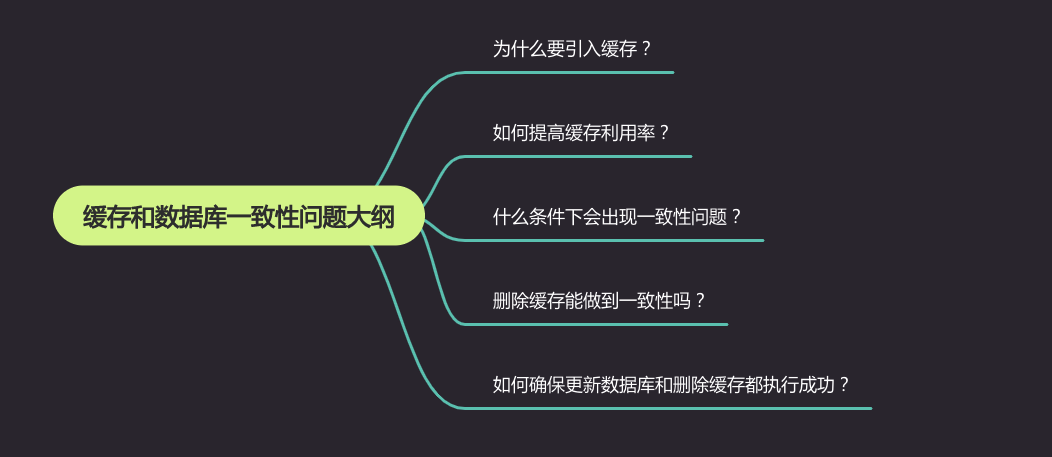 为什么要引入缓存？
如何提高缓存利用率？
缓存和数据库一致性问题大纲
什么条件下会出现一致性问题？
删除缓存能做到一致性吗？
如何确保更新数据库和删除缓存都执行成功？